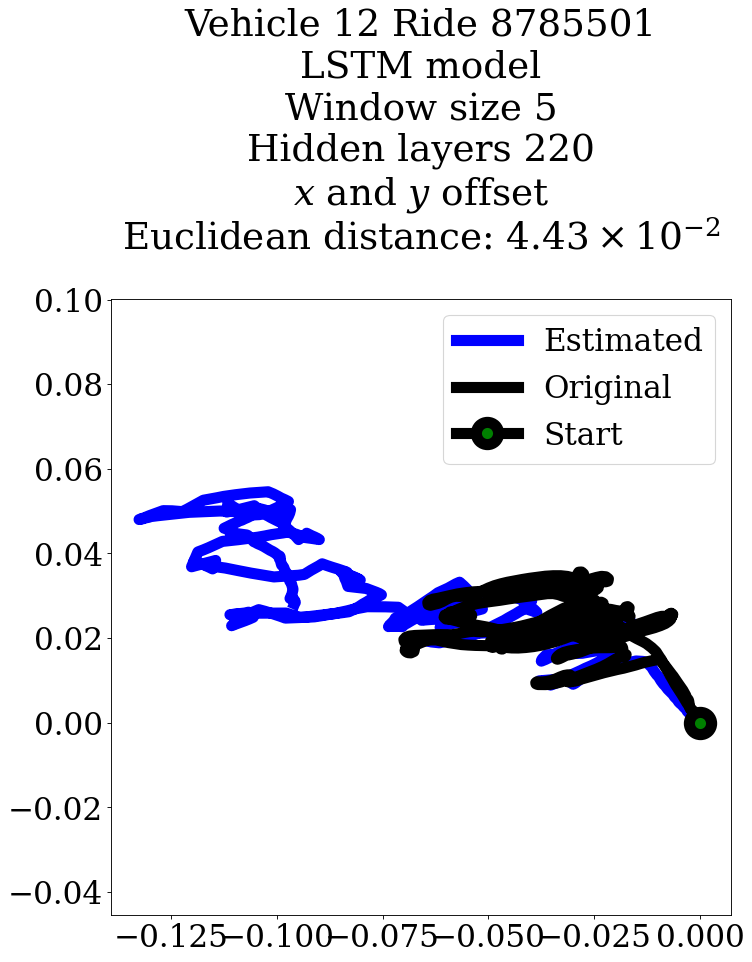 Vehicle 12 Ride 8785501
LSTM model
Window size 5
Hidden layers 220
x and y offset
Euclidean distance: 4.43 × 10⁻²
0.10
Estimated
0.08
Original
Start
0.06
0.04
0.02
0.00
−0.02
−0.04
−0.125 −0.100 −0.075 −0.050 −0.025 0.000